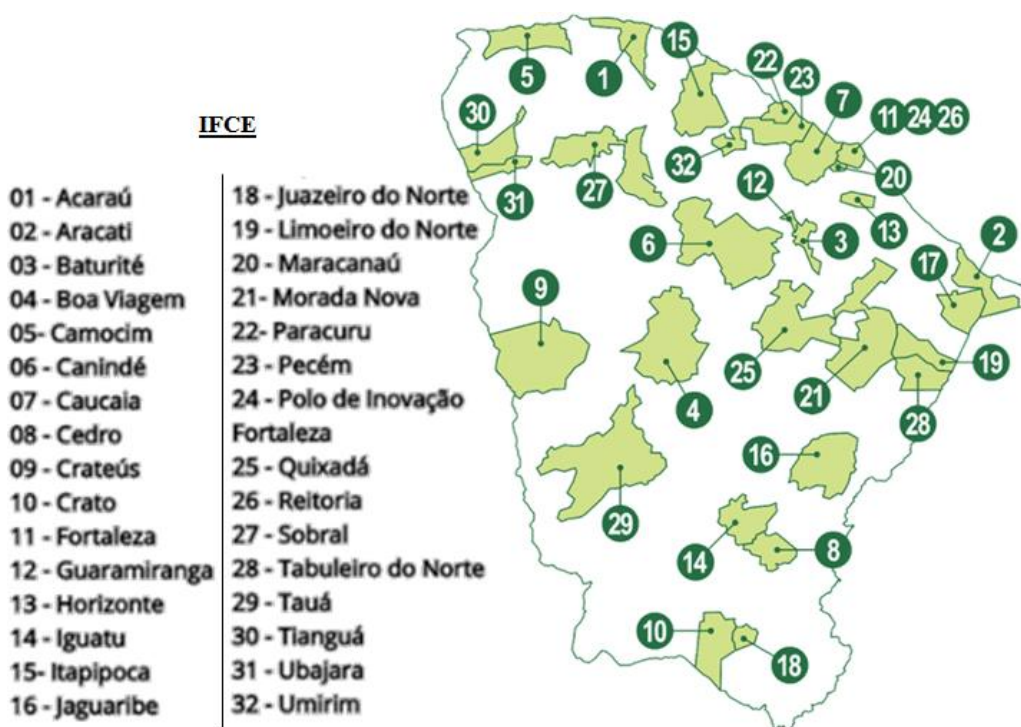 IFCE
01 - Acaraú
02 - Aracati
03 - Baturité
04 - Boa Viagem
05- Camocim
06 - Canindé
07 - Caucaia
08 - Cedro
09 - Crateús
10 - Crato
11 - Fortaleza
12 - Guaramiranga
13 - Horizonte
14 - Iguatu
15- Itapipoca
16 - Jaguaribe
18 - Juazeiro do Norte
19 - Limoeiro do Norte
20 - Maracanaú
21- Morada Nova
22- Paracuru
23 - Pecém
24 - Polo de Inovação
Fortaleza
25 - Quixadá
26 - Reitoria
27 - Sobral
28 - Tabuleiro do Norte
29 - Tauá
30 - Tianguá
31 - Ubajara
32 - Umirim
5
1
15
22
23
7
11 24 26
30
31
27
32
20
12
13
6
3
2
17
9
4
25
21
19
28
16
29
14
8
10
18